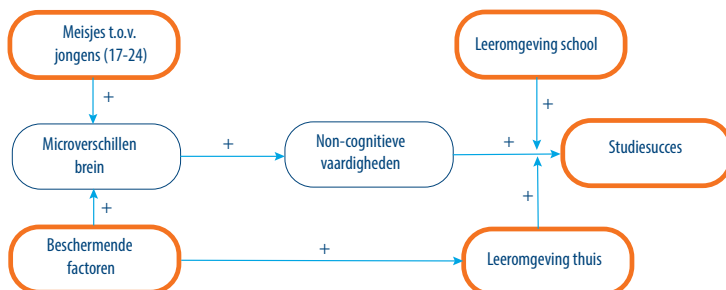 Meisjes t.o.v.
jongens (17-24)
Leeromgeving school
+
+
Microverschillen
brein
+
Non-cognitieve
vaardigheden
+
Studiesucces
+
+
Beschermende
factoren
+
Leeromgeving thuis